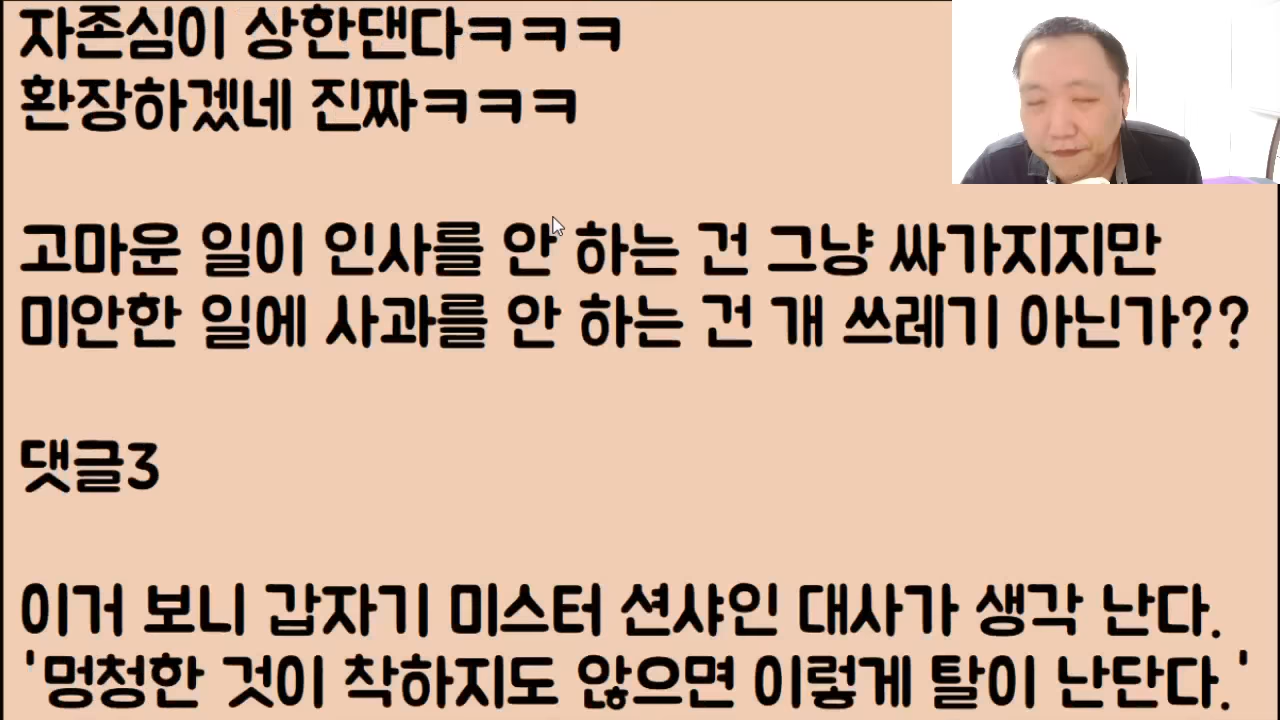 자존심이 상한댄다ㅋㅋㅋ
환장하겠네 진짜ㅋㅋㅋ
고마운 일이 인사를 안 하는 건 그냥 싸가지지만
미안한 일에 사과를 안 하는 건 개 쓰레기 아닌가??
댓글3
이거 보니 갑자기 미스터 션샤인 대사가 생각 난다.
'멍청한 것이 착하지도 않으면 이렇게 탈이 난단다.'